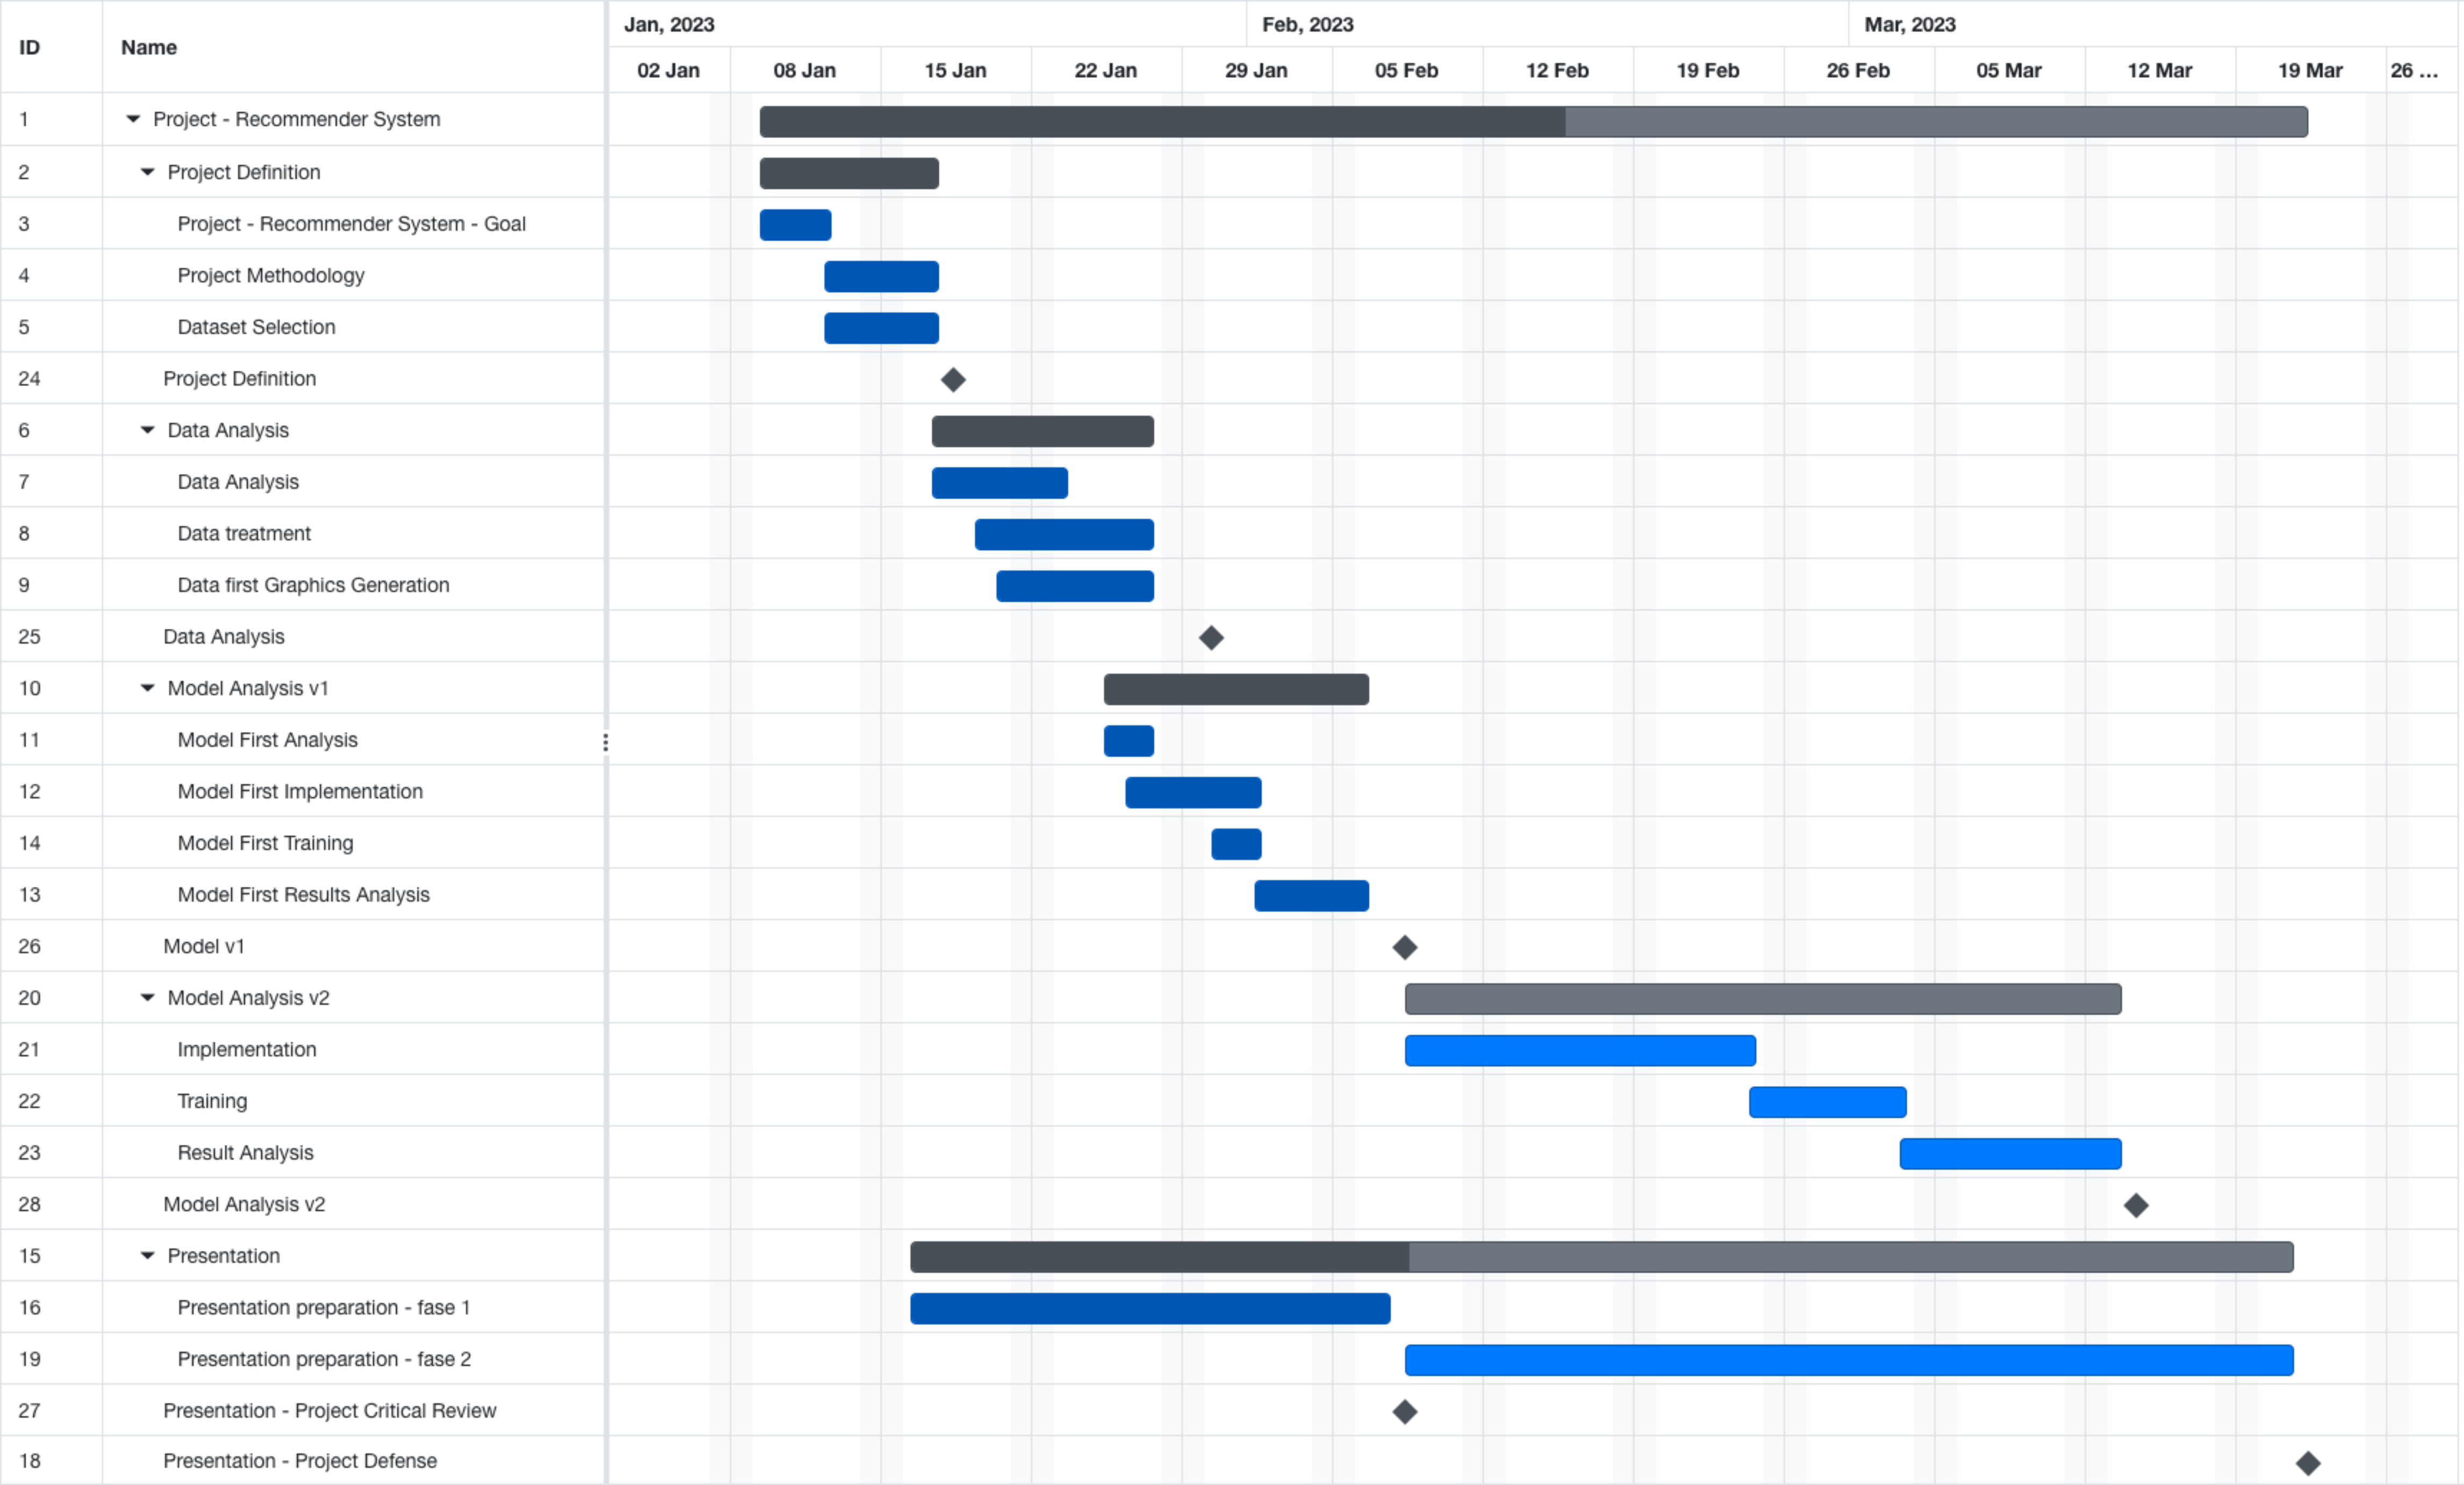 ID Name Jan, 2023 Feb, 2023 Mar, 2023
02 Jan 08 Jan 15 Jan 22 Jan 29 Jan 05 Feb 12 Feb 19 Feb 26 Feb 05 Mar 12 Mar 19 Mar 26 ...
1 Project - Recommender System
2 Project Definition
3 Project - Recommender System - Goal
4 Project Methodology
5 Dataset Selection
24 Project Definition
6 Data Analysis
7 Data Analysis
8 Data treatment
9 Data first Graphics Generation
25 Data Analysis
10 Model Analysis v1
11 Model First Analysis
12 Model First Implementation
14 Model First Training
13 Model First Results Analysis
26 Model v1
20 Model Analysis v2
21 Implementation
22 Training
23 Result Analysis
28 Model Analysis v2
15 Presentation
16 Presentation preparation - fase 1
19 Presentation preparation - fase 2
27 Presentation - Project Critical Review
18 Presentation - Project Defense